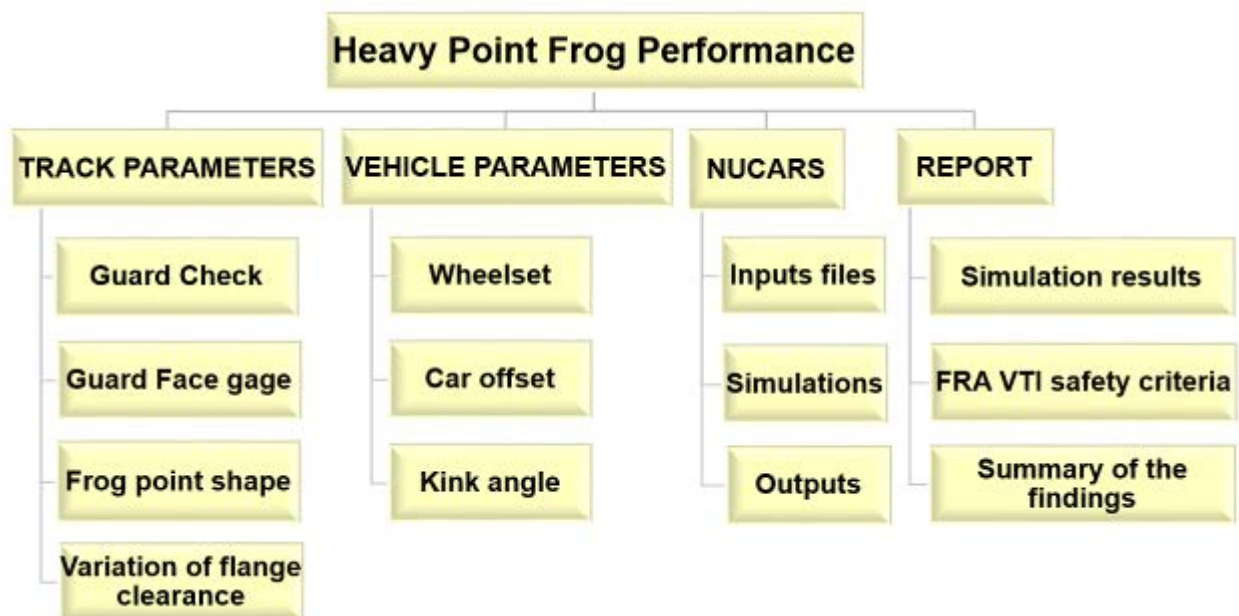 Heavy Point Frog Performance
TRACK PARAMETERS
Guard Check
Guard Face gage
Frog point shape
Variation of flange
clearance
VEHICLE PARAMETERS
Wheelset
Car offset
Kink angle
NUCARS
Inputs files
Simulations
Outputs
REPORT
Simulation results
FRA VTI safety criteria
Summary of the
findings